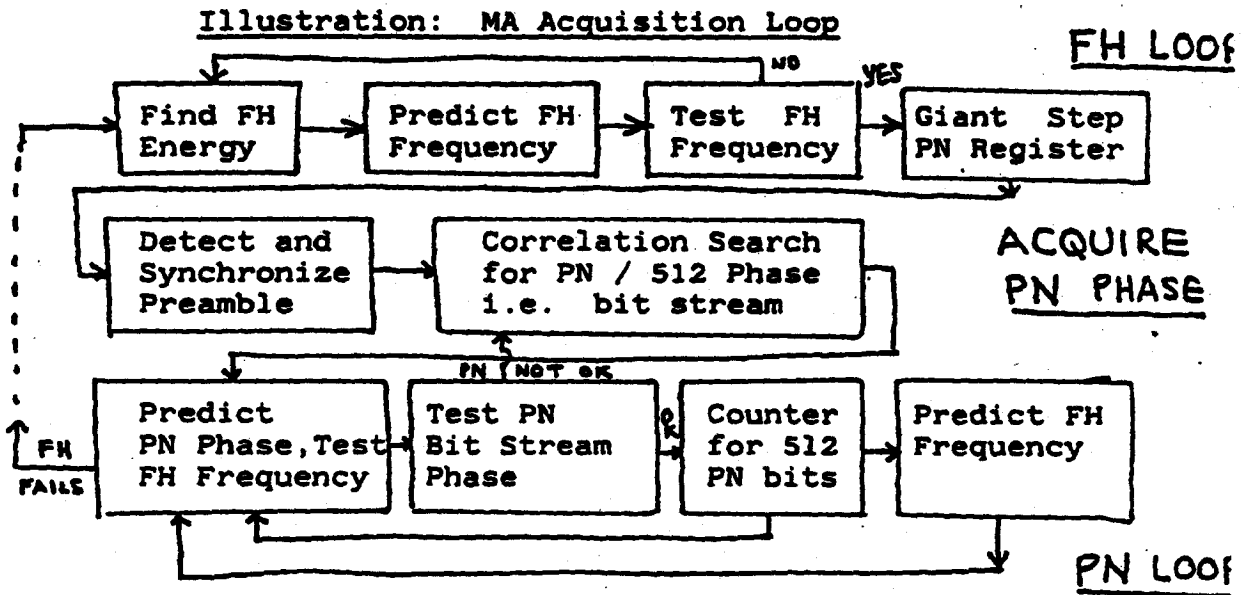 Illustration: MA Acquisition Loop
FH LOOP
NO
YES
Find FH
Energy
Predict FH
Frequency
Test FH
Frequency
Giant Step
PN Register
Detect and
Synchronize
Preamble
Correlation Search
for PN / 512 Phase
i.e. bit stream
ACQUIRE
PN PHASE
PN NOT OK
Predict
PN Phase,Test
FH Frequency
Test PN
Bit Stream
Phase
OK
Counter
for 512
PN bits
Predict FH
Frequency
FH
FAILS
PN LOOP